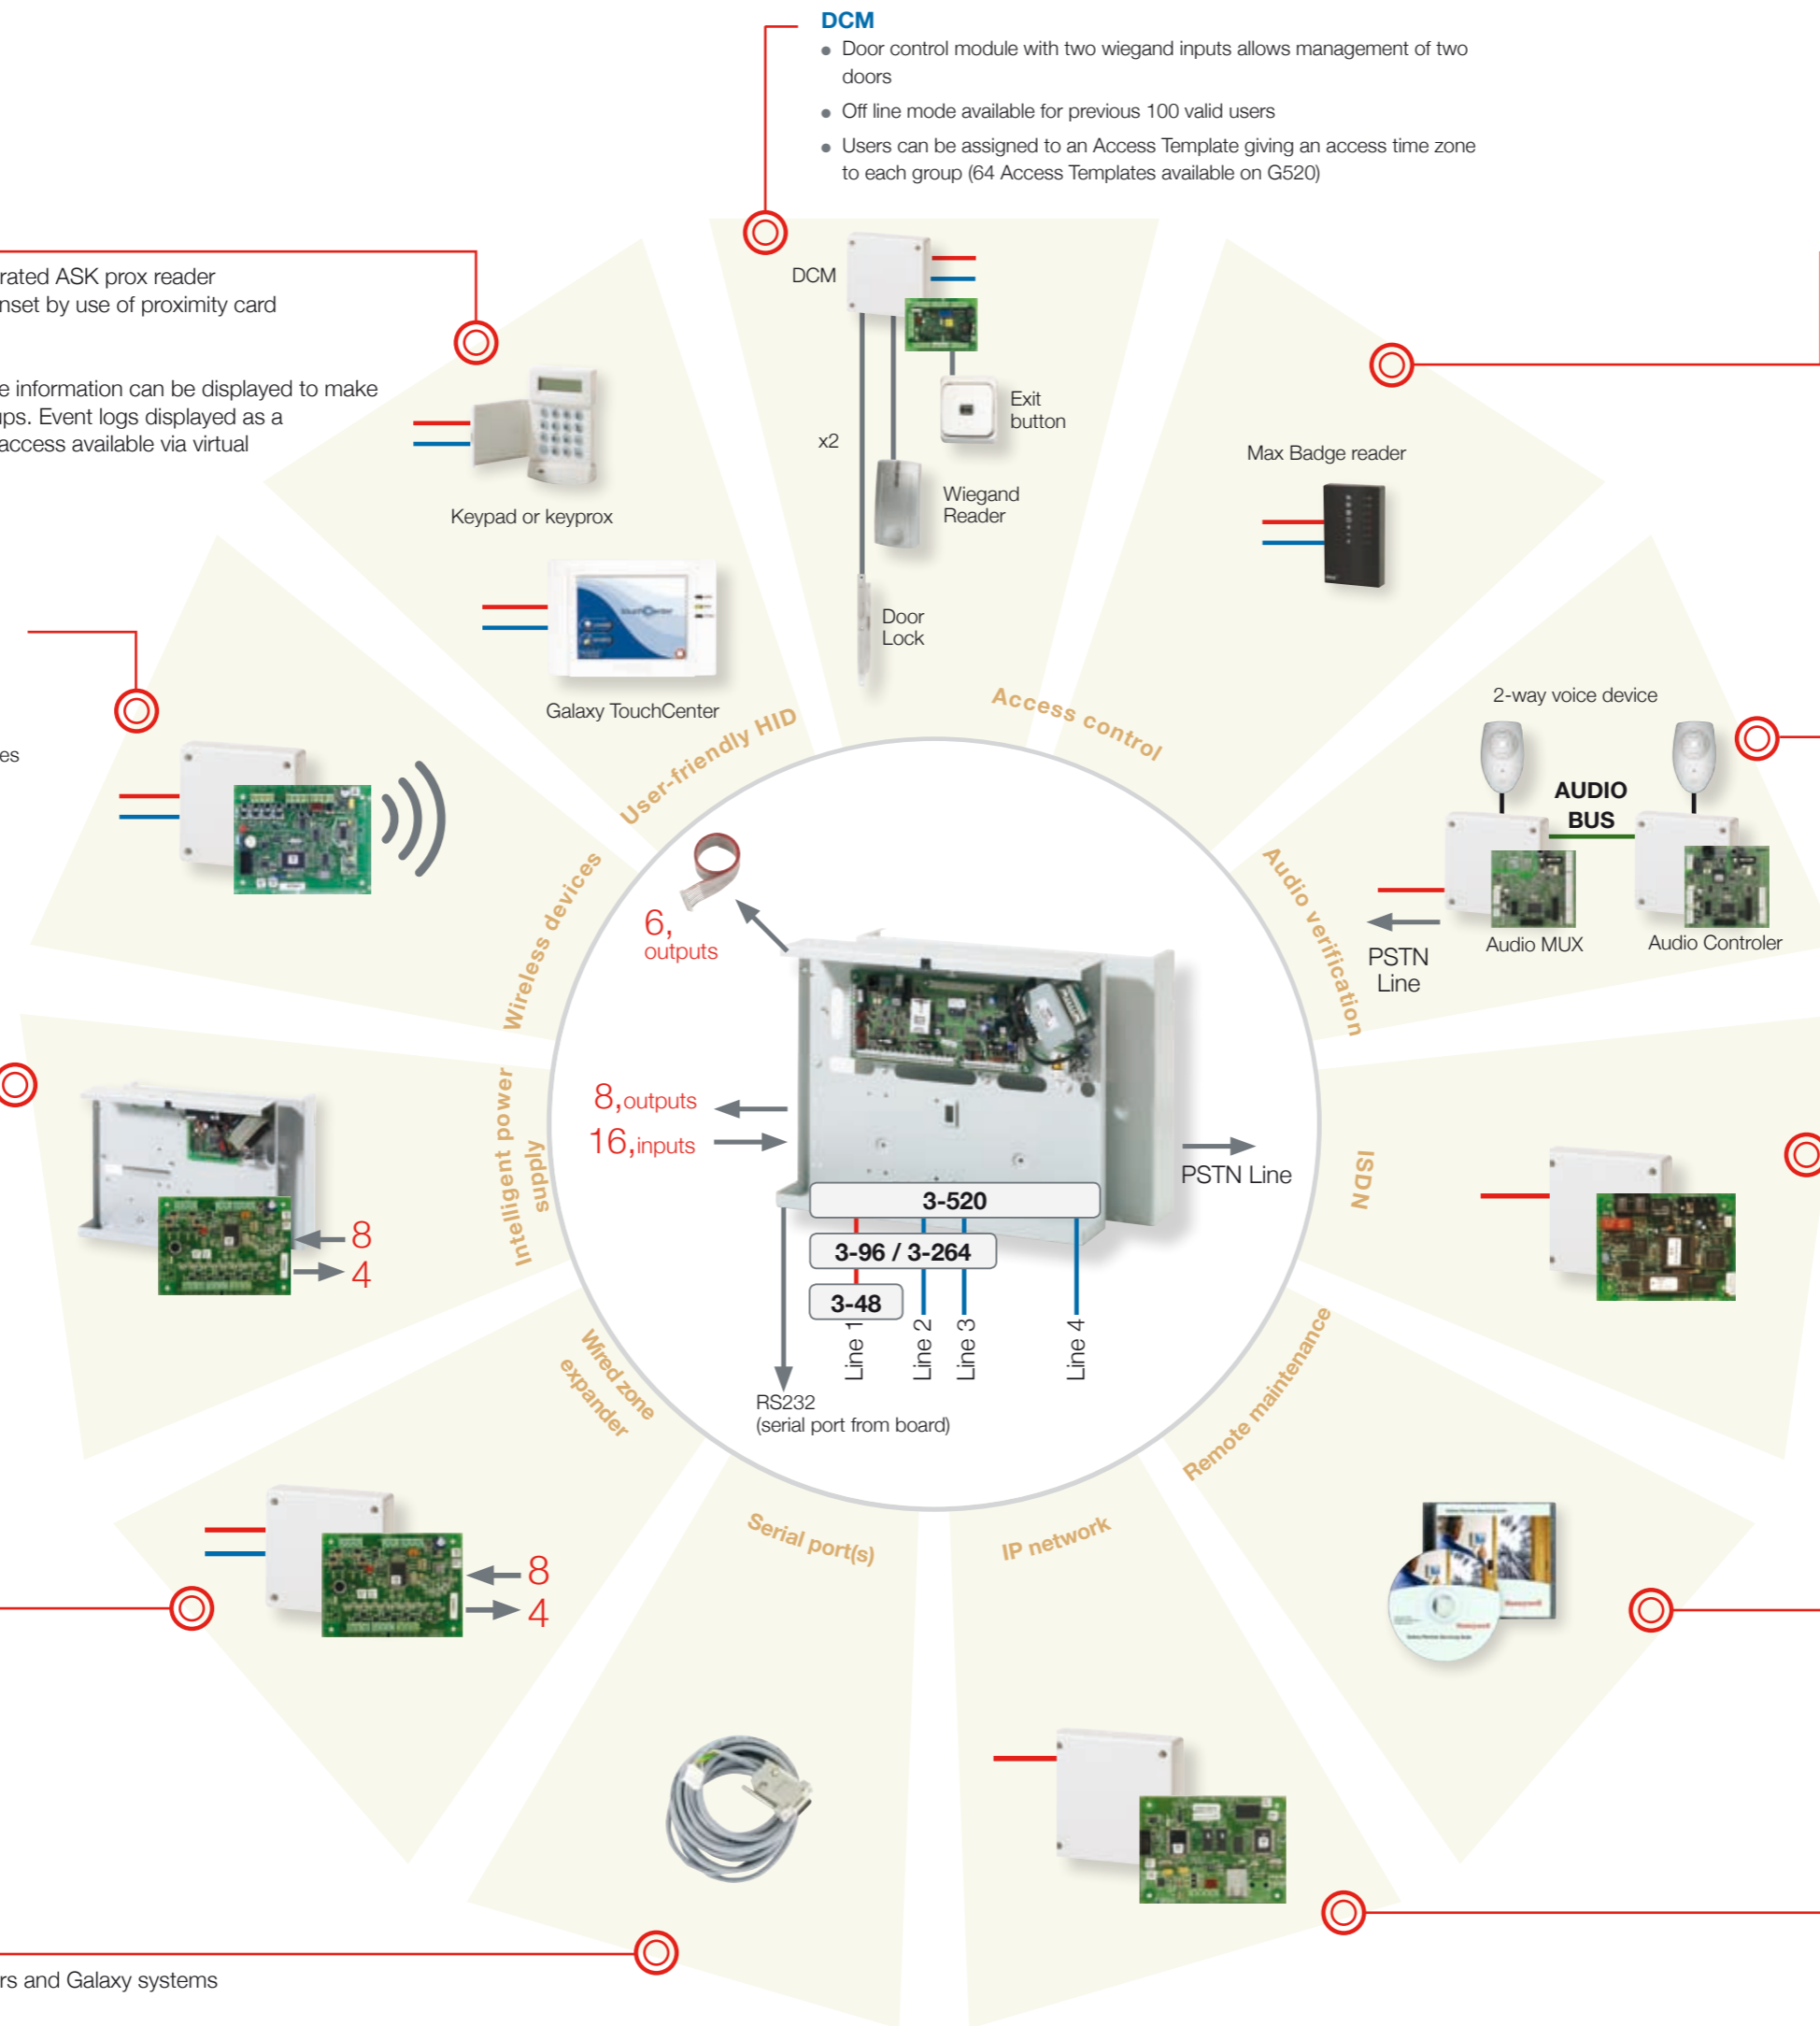 DCM
• Door control module with two wiegand inputs allows management of two
doors
• Off line mode available for previous 100 valid users
• Users can be assigned to an Access Template giving an access time zone
to each group (64 Access Templates available on G520)
rated ASK prox reader
nset by use of proximity card
e information can be displayed to make
ups. Event logs displayed as a
access available via virtual
es
rs and Galaxy systems
DCM
x2
Exit
button
Wiegand
Reader
Door
Lock
Keypad or keyprox
TouchCenter
Galaxy TouchCenter
Max Badge reader
2-way voice device
AUDIO
BUS
PSTN
Line
Audio MUX
Audio Controler
User-friendly HID
Access control
Audio verification
ISDN
Remote maintenance
IP network
Serial port(s)
Wired zone
expander
Intelligent power
supply
Wireless devices
6,
outputs
8,outputs
16,inputs
PSTN Line
3-520
3-96 / 3-264
3-48
Line 1
Line 2
Line 3
Line 4
RS232
(serial port from board)
8
4
8
4
Honeywell
Honeywell